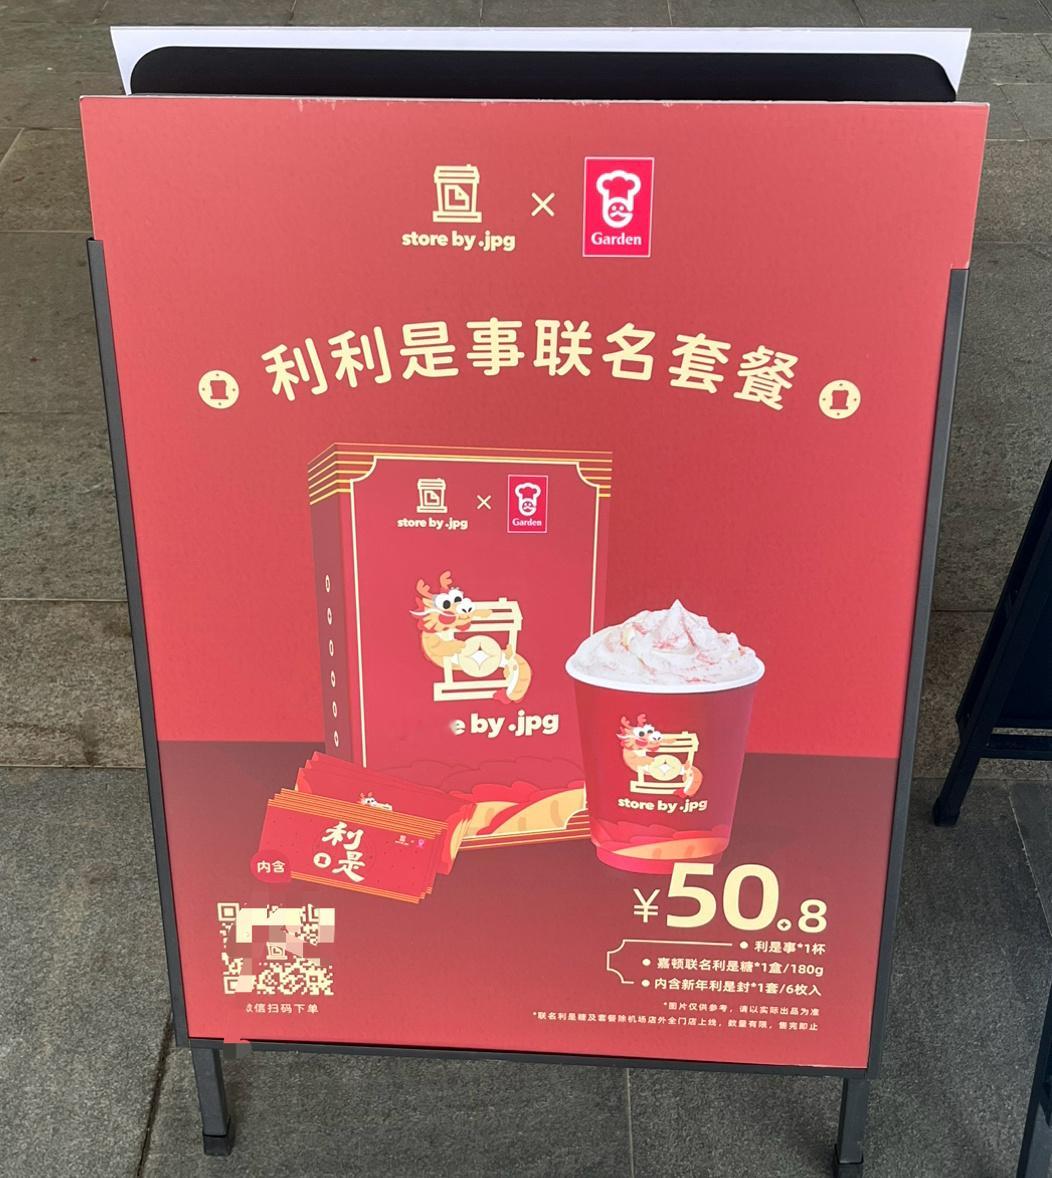 store by .jpg × Garden
利利是事联名套餐
store by .jpg × Garden
by .jpg
store by .jpg
利是
内含
¥50.8
利是事*1杯
嘉顿联名利是糖*1盒/180g
内含新年利是封*1套/6枚入
信扫码下单
*图片仅供参考，请以实际出品为准
*联名利是糖及套餐除机场店外全门店上线，数量有限，售完即止